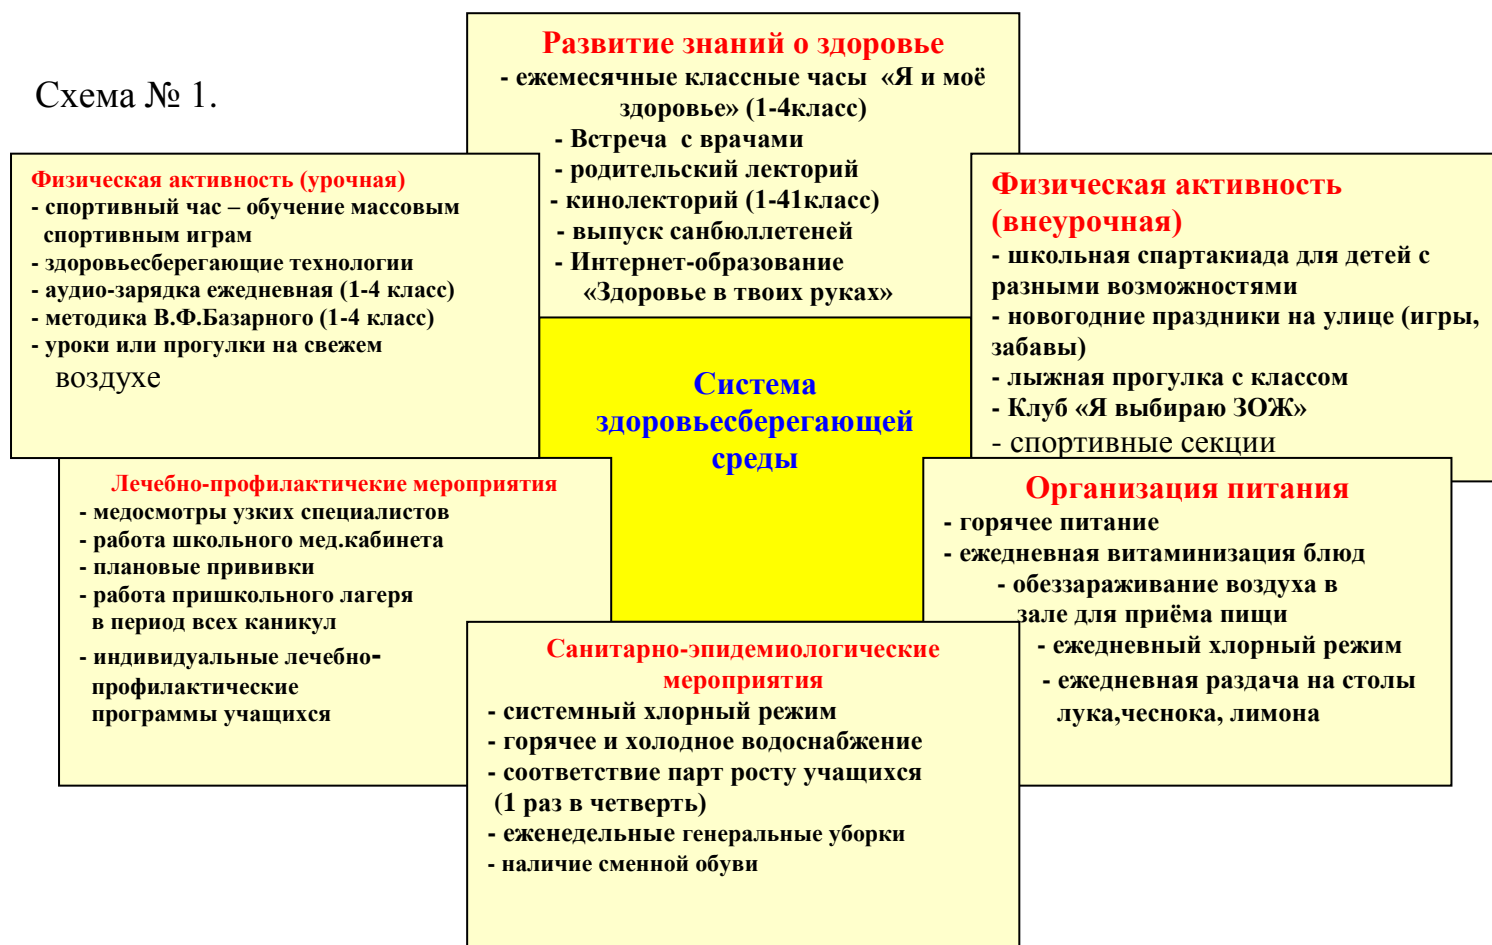 Схема № 1.
Развитие знаний о здоровье
- ежемесячные классные часы «Я и моё
здоровье» (1-4класс)
- Встреча с врачами
- родительский лекторий
- кинолекторий (1-41класс)
- выпуск санбюллетеней
- Интернет-образование
«Здоровье в твоих руках»
Физическая активность (урочная)
- спортивный час – обучение массовым
спортивным играм
- здоровьесберегающие технологии
- аудио-зарядка ежедневная (1-4 класс)
- методика В.Ф.Базарного (1-4 класс)
- уроки или прогулки на свежем
воздухе
Физическая активность
(внеурочная)
- школьная спартакиада для детей с
разными возможностями
- новогодние праздники на улице (игры,
забавы)
- лыжная прогулка с классом
- Клуб «Я выбираю ЗОЖ»
- спортивные секции
Система
здоровьесберегающей
среды
Лечебно-профилактичекие мероприятия
- медосмотры узких специалистов
- работа школьного мед.кабинета
- плановые прививки
- работа пришкольного лагеря
в период всех каникул
- индивидуальные лечебно-
профилактические
программы учащихся
Организация питания
- горячее питание
- ежедневная витаминизация блюд
- обеззараживание воздуха в
зале для приёма пищи
- ежедневный хлорный режим
- ежедневная раздача на столы
лука,чеснока, лимона
Санитарно-эпидемиологические
мероприятия
- системный хлорный режим
- горячее и холодное водоснабжение
- соответствие парт росту учащихся
(1 раз в четверть)
- еженедельные генеральные уборки
- наличие сменной обуви